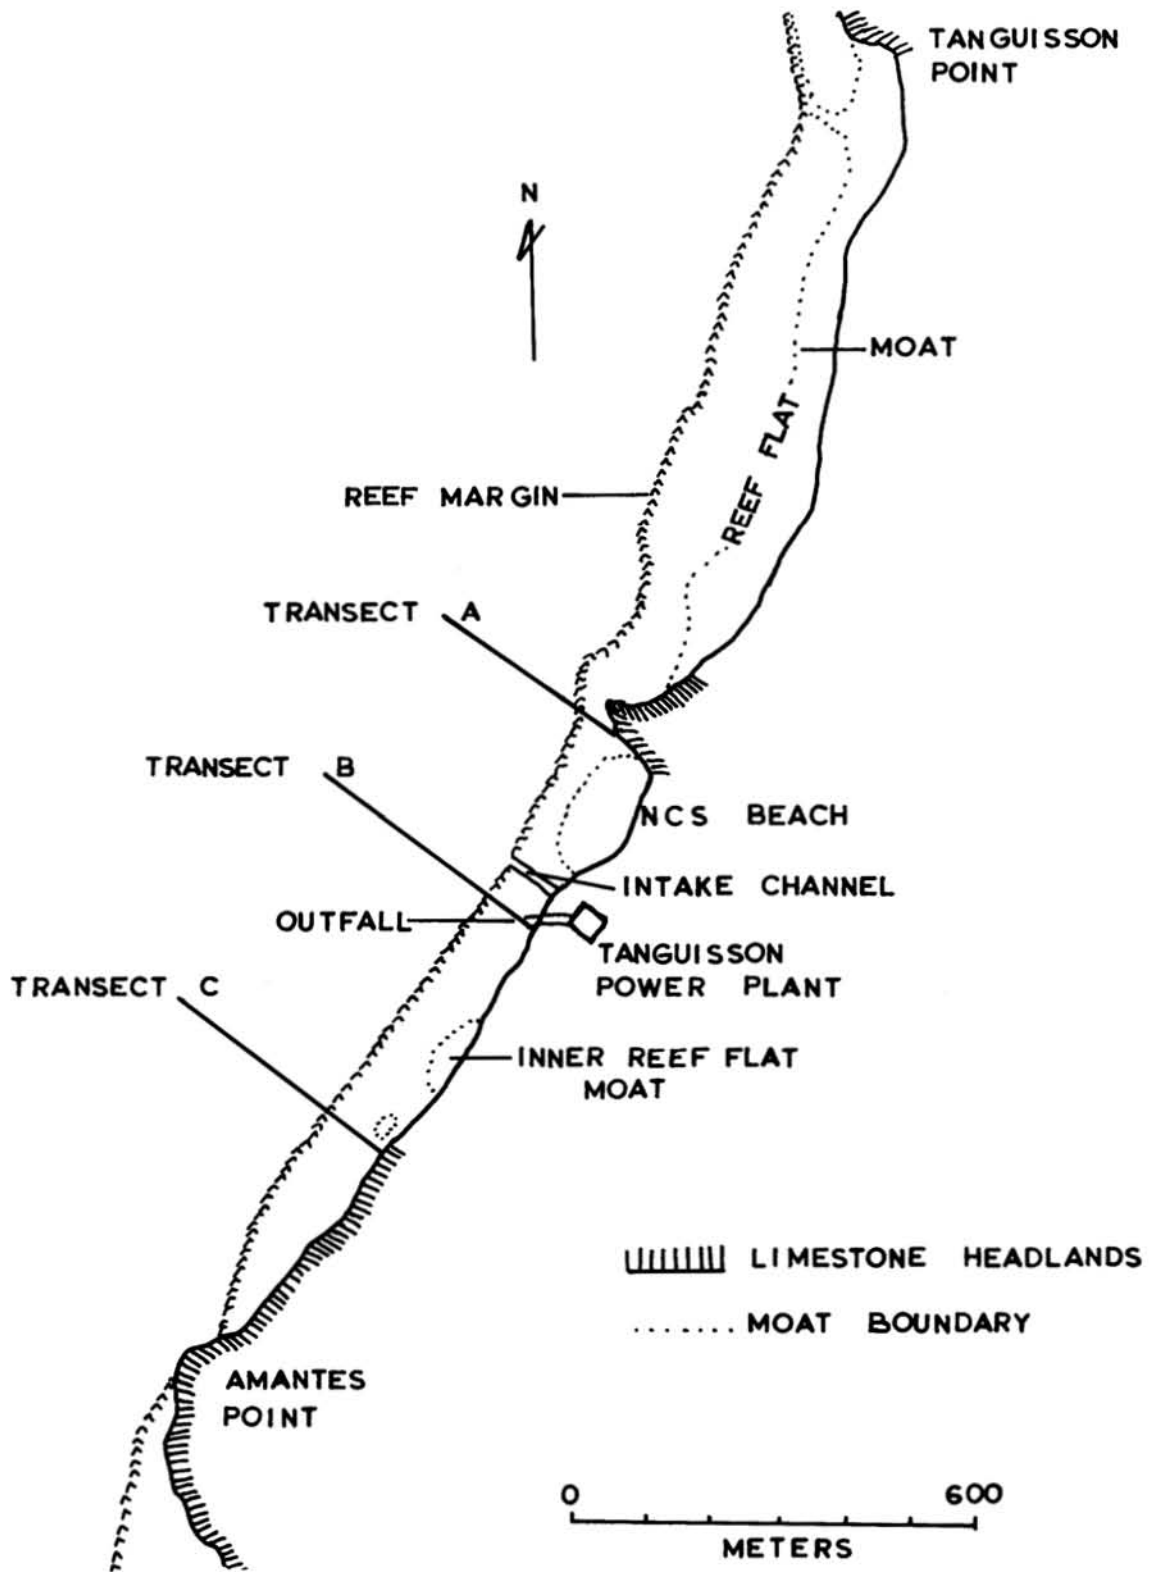 TANGUISSON
POINT
N
MOAT
REEF FLAT
REEF MARGIN
TRANSECT A
TRANSECT B
NCS BEACH
INTAKE CHANNEL
OUTFALL
TANGUISSON
POWER PLANT
TRANSECT C
INNER REEF FLAT
MOAT
LIMESTONE HEADLANDS
MOAT BOUNDARY
AMANTES
POINT
0 600
METERS